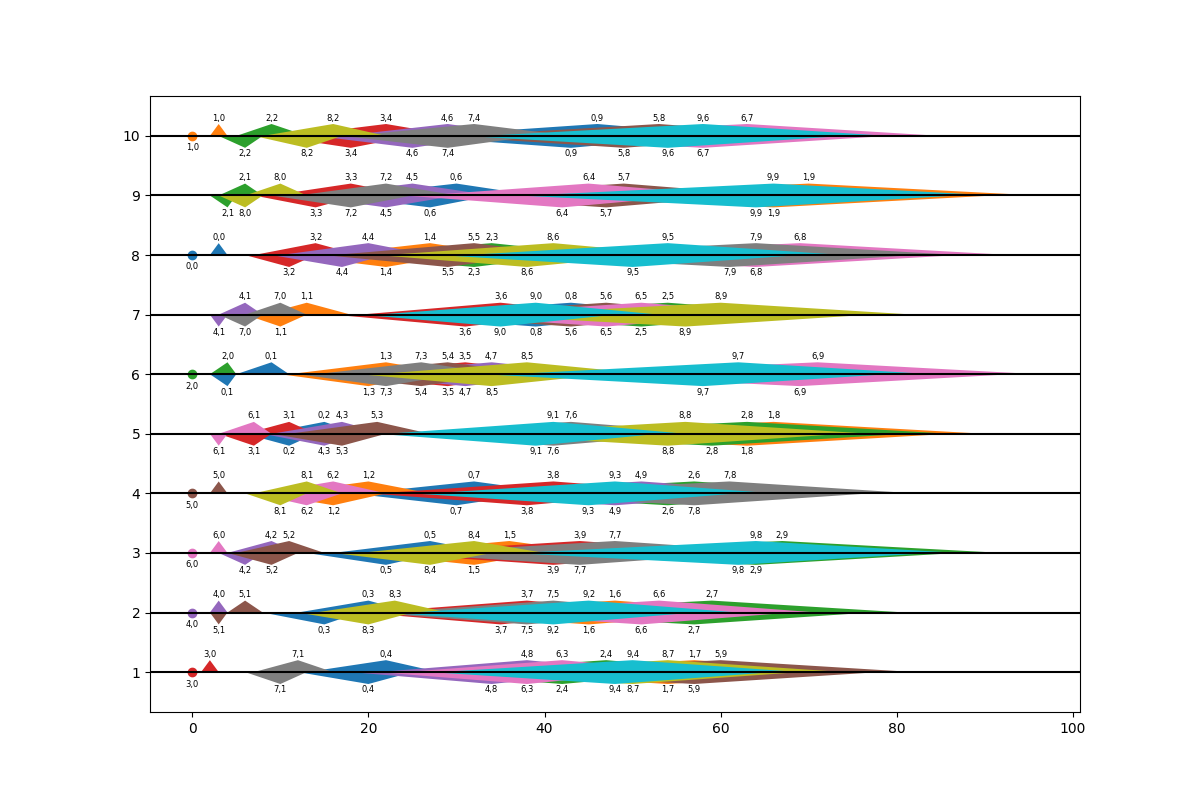 1,0 2,2 8,2 3,4 4,6 7,4 0,9 5,8 9,6 6,7
10
1,0 2,2 8,2 3,4 4,6 7,4 0,9 5,8 9,6 6,7
2,1 8,0 3,3 7,2 4,5 0,6 6,4 5,7 9,9 1,9
9
2,1 8,0 3,3 7,2 4,5 0,6 6,4 5,7 9,9 1,9
0,0 3,2 4,4 1,4 5,5 2,3 8,6 9,5 7,9 6,8
8
0,0 3,2 4,4 1,4 5,5 2,3 8,6 9,5 7,9 6,8
4,1 7,0 1,1 3,6 9,0 0,8 5,6 6,5 2,5 8,9
7
4,1 7,0 1,1 3,6 9,0 0,8 5,6 6,5 2,5 8,9
2,0 0,1 1,3 7,3 5,4 3,5 4,7 8,5 9,7 6,9
6
2,0 0,1 1,3 7,3 5,4 3,5 4,7 8,5 9,7 6,9
6,1 3,1 0,2 4,3 5,3 9,1 7,6 8,8 2,8 1,8
5
6,1 3,1 0,2 4,3 5,3 9,1 7,6 8,8 2,8 1,8
5,0 8,1 6,2 1,2 0,7 3,8 9,3 4,9 2,6 7,8
4
5,0 8,1 6,2 1,2 0,7 3,8 9,3 4,9 2,6 7,8
6,0 4,2 5,2 0,5 8,4 1,5 3,9 7,7 9,8 2,9
3
6,0 4,2 5,2 0,5 8,4 1,5 3,9 7,7 9,8 2,9
4,0 5,1 0,3 8,3 3,7 7,5 9,2 1,6 6,6 2,7
2
4,0 5,1 0,3 8,3 3,7 7,5 9,2 1,6 6,6 2,7
3,0 7,1 0,4 4,8 6,3 2,4 9,4 8,7 1,7 5,9
1
3,0 7,1 0,4 4,8 6,3 2,4 9,4 8,7 1,7 5,9
0 20 40 60 80 100